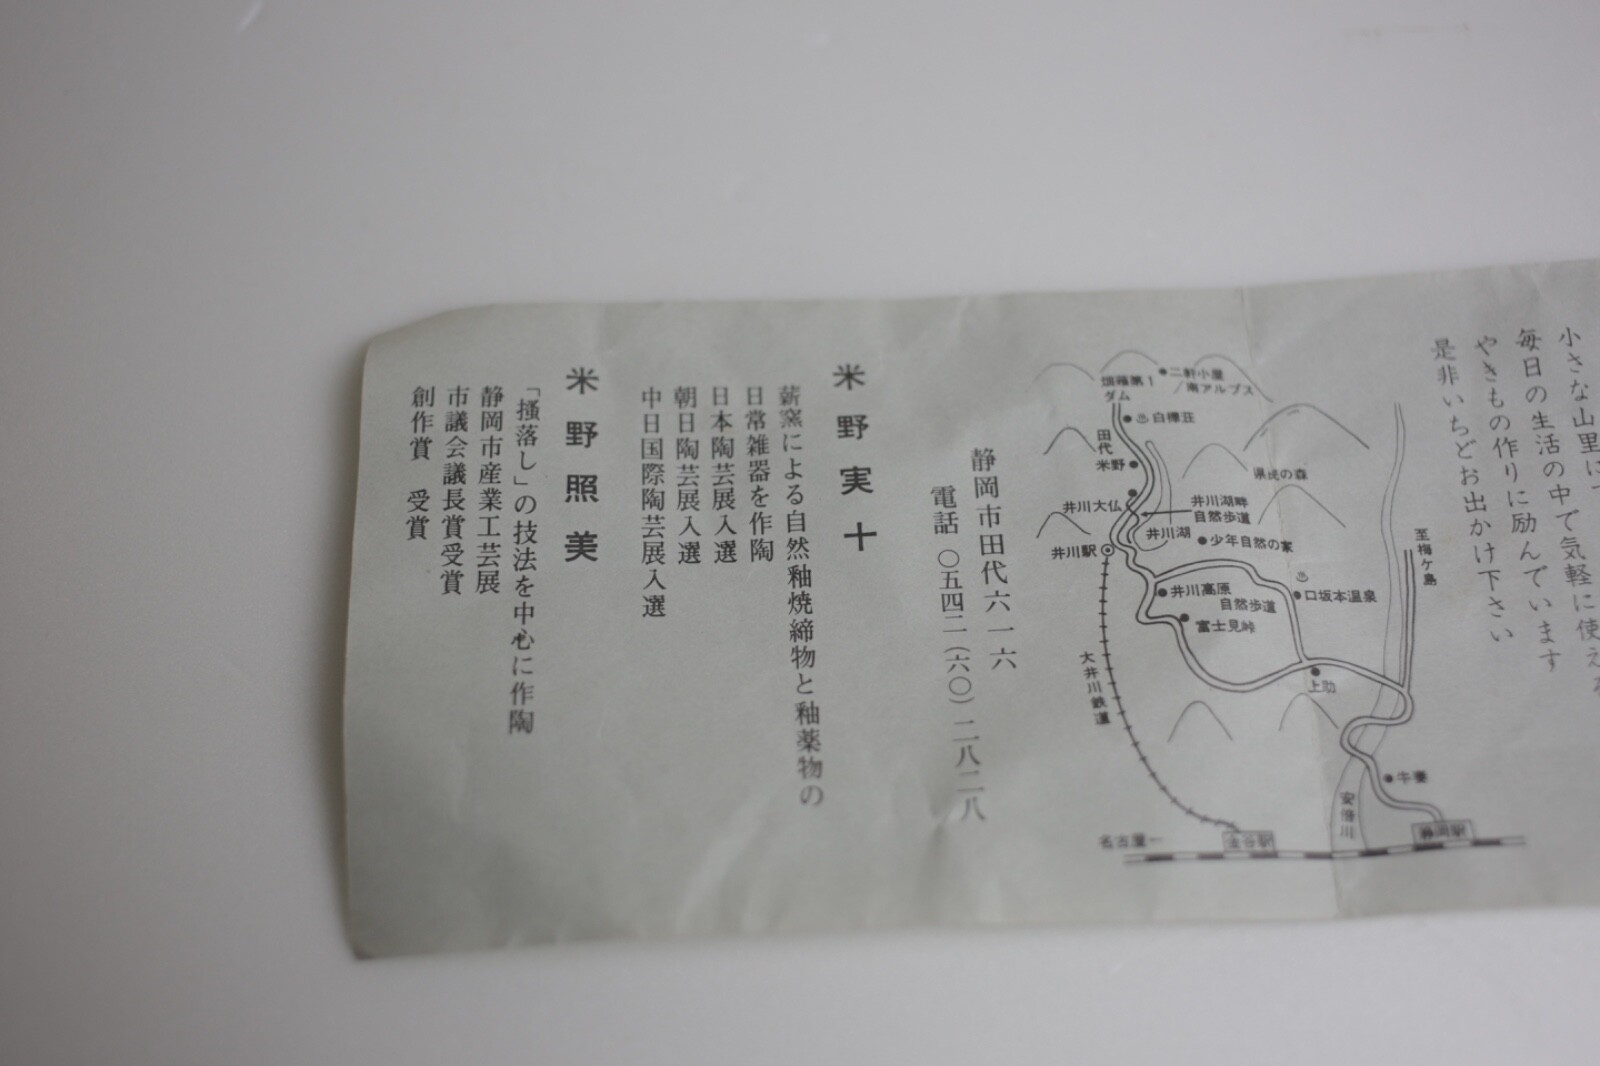 小さな山里に
毎日の生活の中で気軽に使え
やきもの作りに励んでいます
是非いちどお出かけ下さい
二軒小屋
南アルプス
畑薙第1
ダム
白樺荘
田代
米野
県民の森
井川大仏
井川湖畔
自然歩道
井川湖
少年自然の家
井川駅
至梅ケ島
口坂本温泉
井川高原
自然歩道
富士見峠
上助
大井川鉄道
牛妻
安倍川
名古屋←
金谷駅
静岡駅
静岡市田代六一六
電話 〇五四二(六〇)二八二八
米野実十
薪窯による自然釉焼締物と釉薬物の
日常雑器を作陶
日本陶芸展入選
朝日陶芸展入選
中日国際陶芸展入選
米野照美
「掻落し」の技法を中心に作陶
静岡市産業工芸展
市議会議長賞受賞
創作賞 受賞